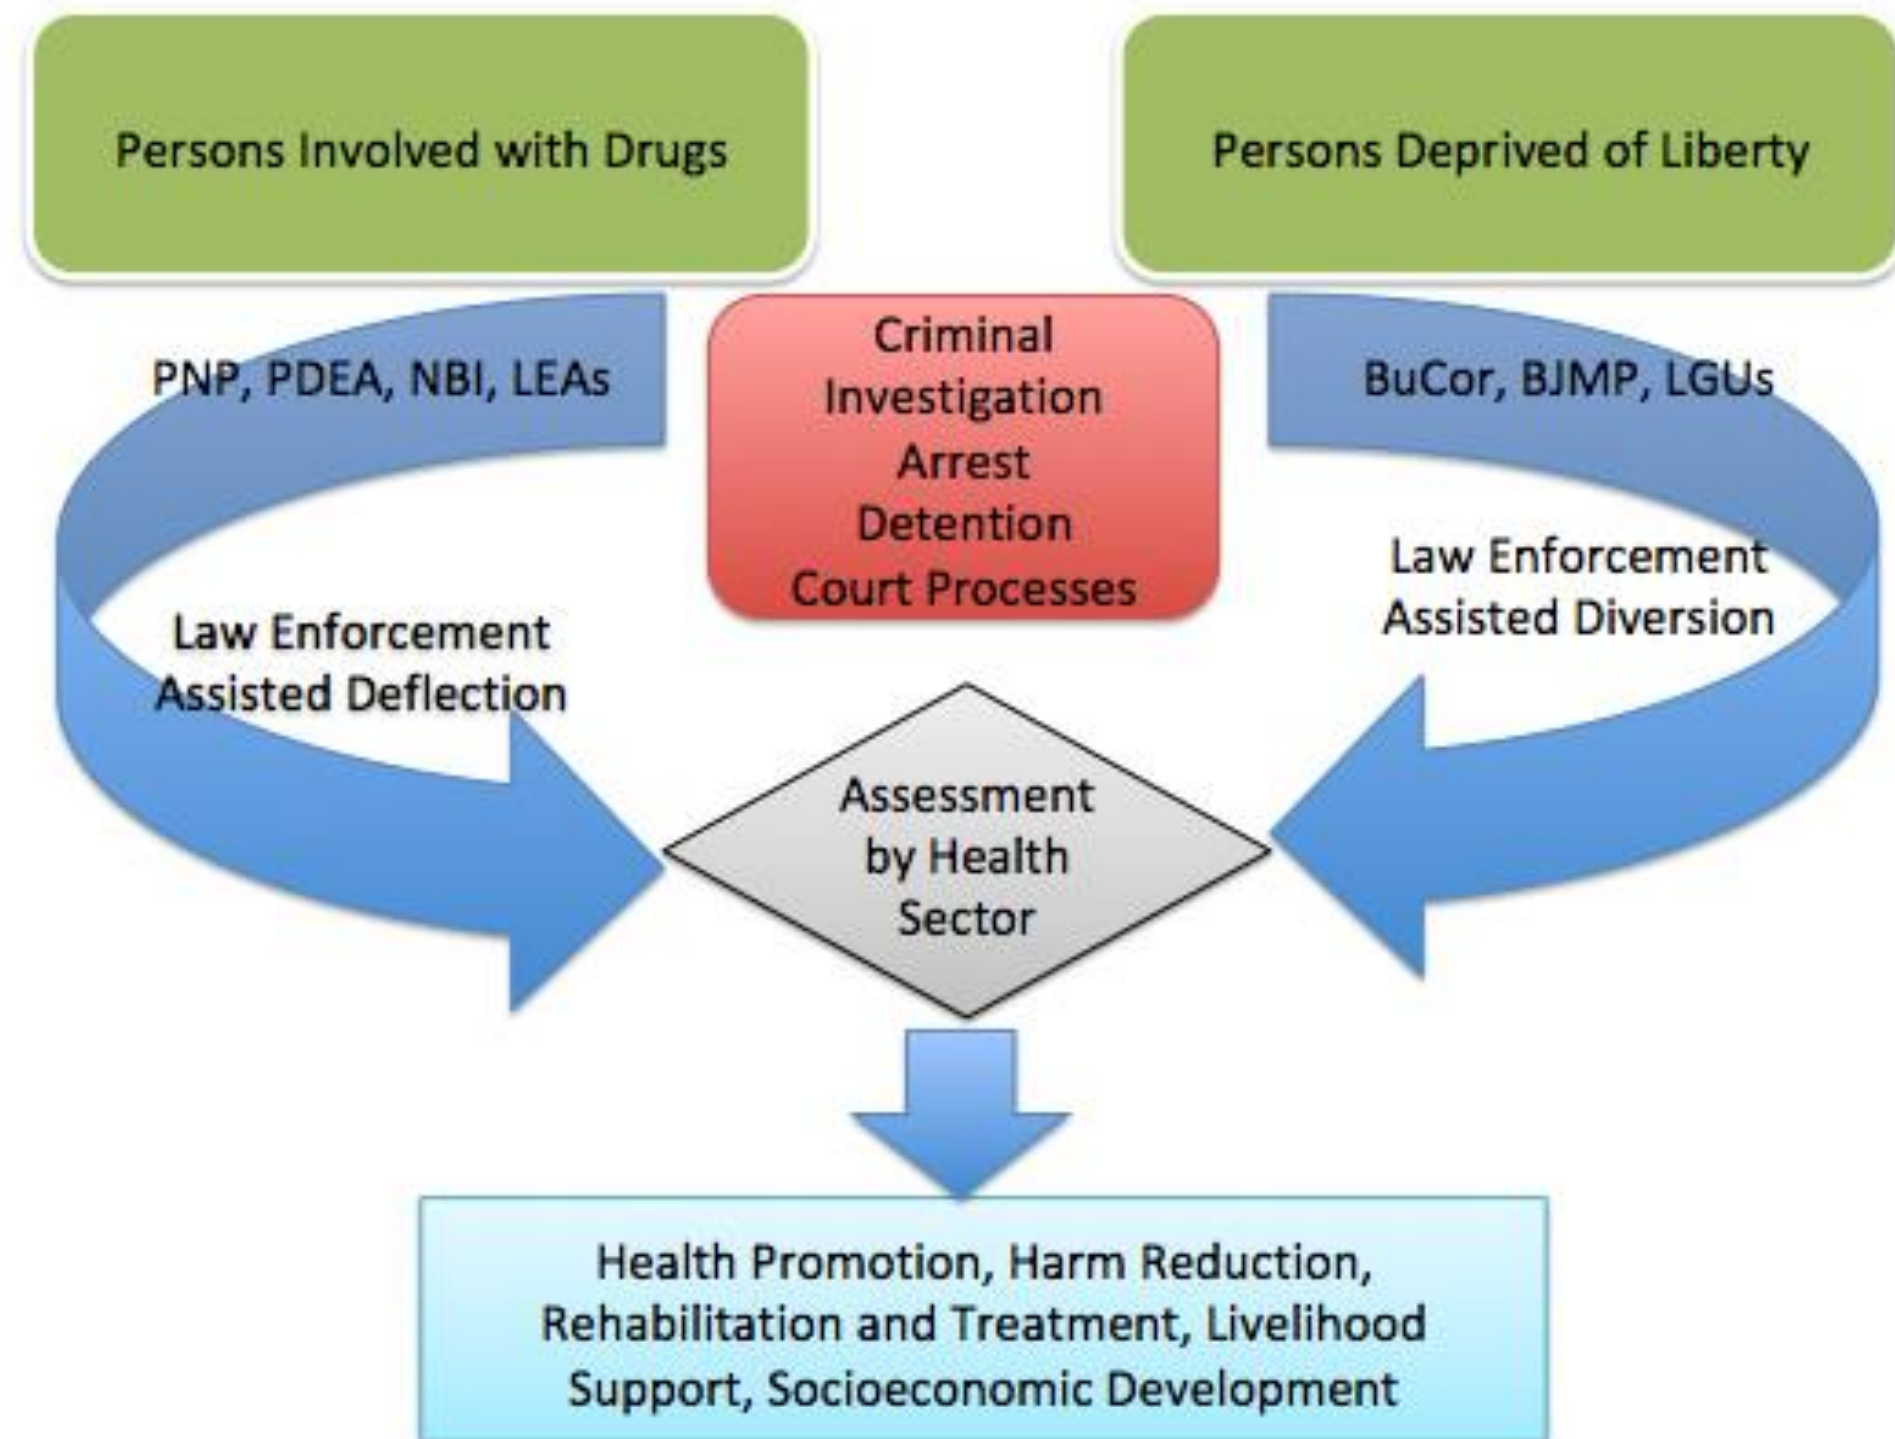 Persons Involved with Drugs
Persons Deprived of Liberty
Criminal
Investigation
Arrest
Detention
Court Processes
PNP, PDEA, NBI, LEAs
BuCor, BJMP, LGUs
Law Enforcement
Assisted Deflection
Law Enforcement
Assisted Diversion
Assessment
by Health
Sector
Health Promotion, Harm Reduction,
Rehabilitation and Treatment, Livelihood
Support, Socioeconomic Development